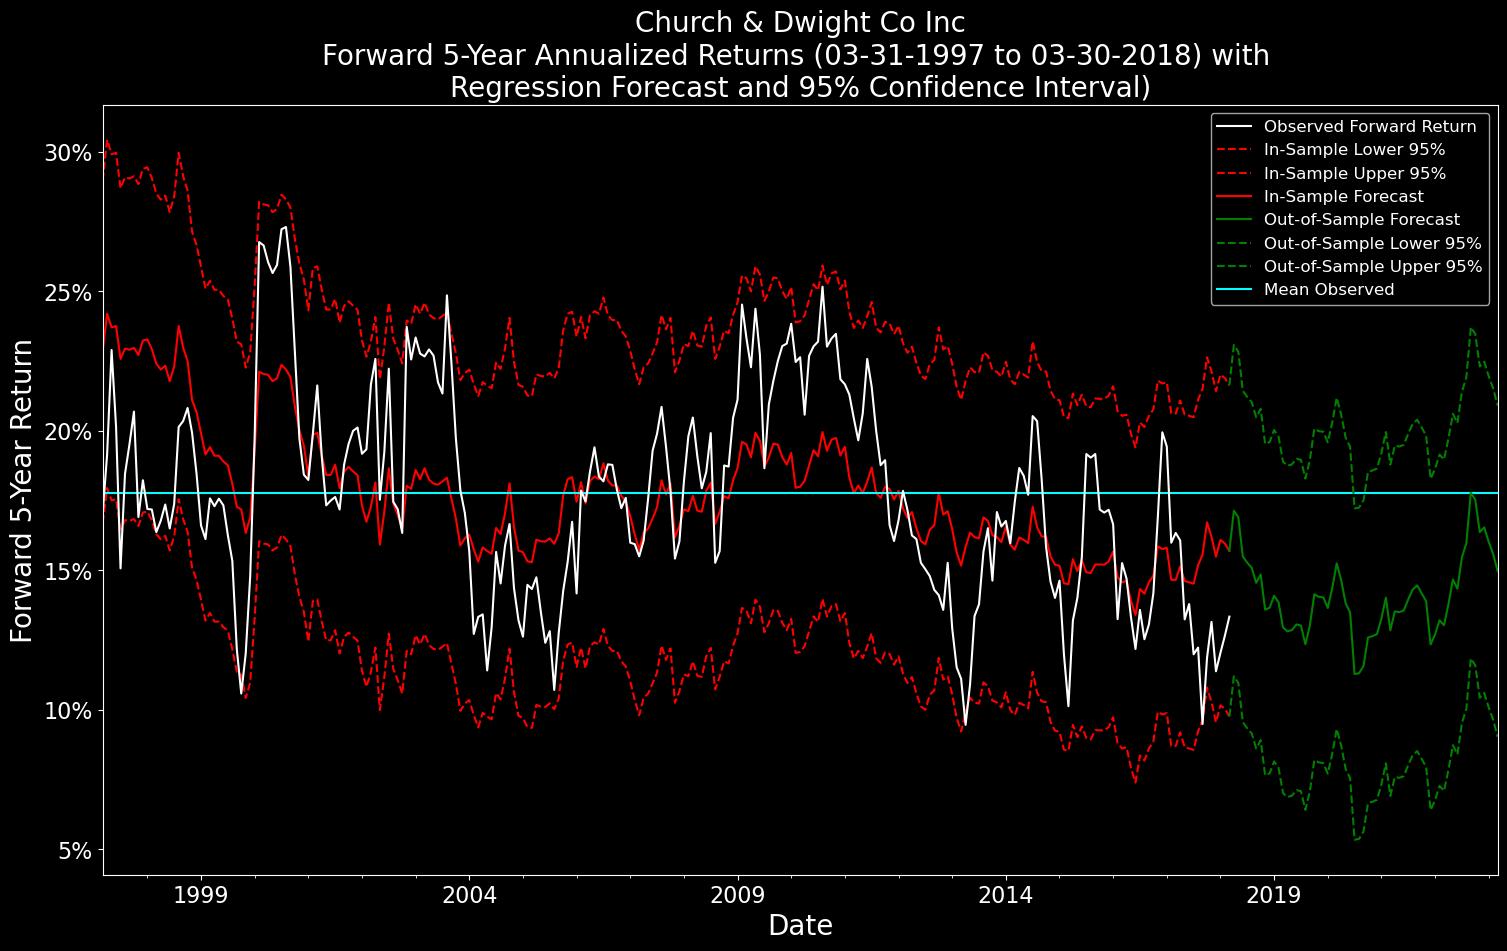 Church & Dwight Co Inc
Forward 5-Year Annualized Returns (03-31-1997 to 03-30-2018) with
Regression Forecast and 95% Confidence Interval)
Forward 5-Year Return
30%
25%
20%
15%
10%
5%
Observed Forward Return
In-Sample Lower 95%
In-Sample Upper 95%
In-Sample Forecast
Out-of-Sample Forecast
Out-of-Sample Lower 95%
Out-of-Sample Upper 95%
Mean Observed
1999
2004
2009
2014
2019
Date